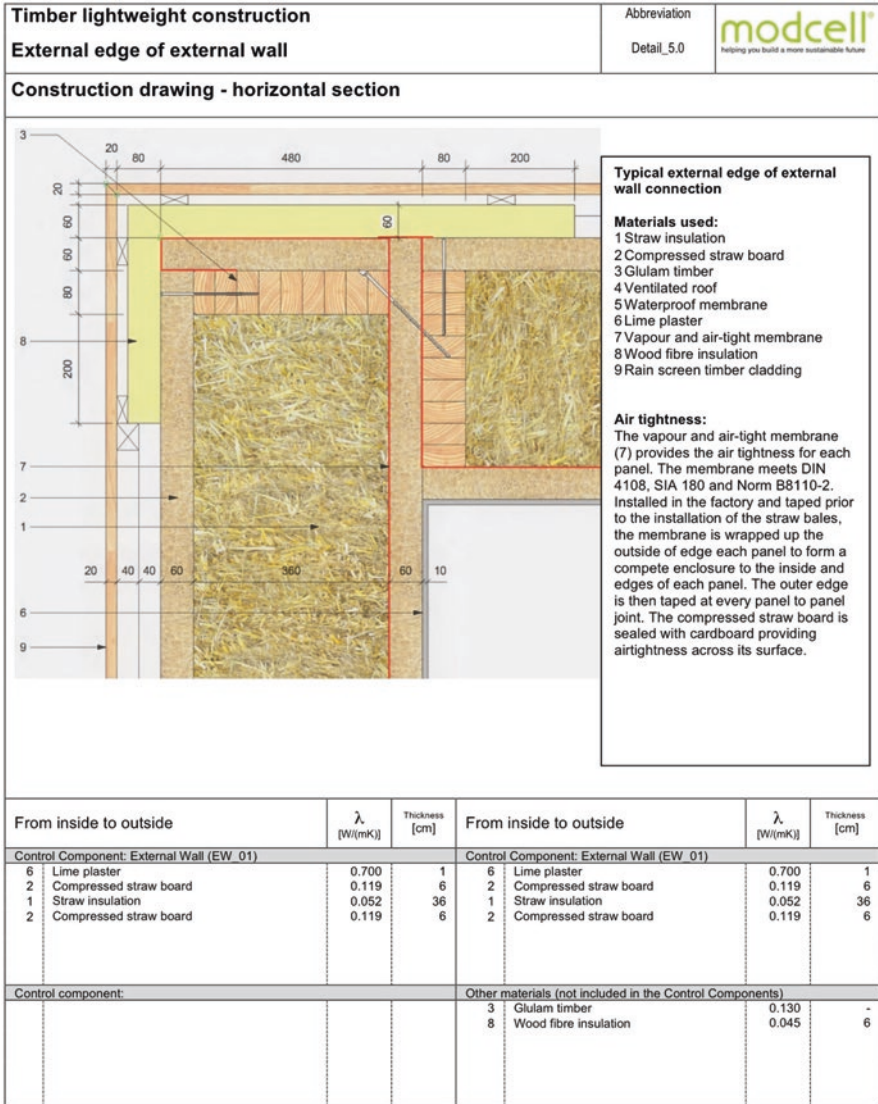 Timber lightweight construction
External edge of external wall
Abbreviation
Detail_5.0
modcell®
helping you build a more sustainable future
Construction drawing - horizontal section
3
20
80
480
80
200
20
60
60
80
200
60
8
7
2
1
20
40
40
60
360
60
10
6
9
Typical external edge of external
wall connection
Materials used:
1 Straw insulation
2 Compressed straw board
3 Glulam timber
4 Ventilated roof
5 Waterproof membrane
6 Lime plaster
7 Vapour and air-tight membrane
8 Wood fibre insulation
9 Rain screen timber cladding
Air tightness:
The vapour and air-tight membrane
(7) provides the air tightness for each
panel. The membrane meets DIN
4108, SIA 180 and Norm B8110-2.
Installed in the factory and taped prior
to the installation of the straw bales,
the membrane is wrapped up the
outside of edge each panel to form a
compete enclosure to the inside and
edges of each panel. The outer edge
is then taped at every panel to panel
joint. The compressed straw board is
sealed with cardboard providing
airtightness across its surface.
From inside to outside λ [W/(mK)] Thickness [cm]
Control Component: External Wall (EW_01)
6 Lime plaster 0.700 1
2 Compressed straw board 0.119 6
1 Straw insulation 0.052 36
2 Compressed straw board 0.119 6
Control component:
From inside to outside λ [W/(mK)] Thickness [cm]
Control Component: External Wall (EW_01)
6 Lime plaster 0.700 1
2 Compressed straw board 0.119 6
1 Straw insulation 0.052 36
2 Compressed straw board 0.119 6
Other materials (not included in the Control Components)
3 Glulam timber 0.130 -
8 Wood fibre insulation 0.045 6